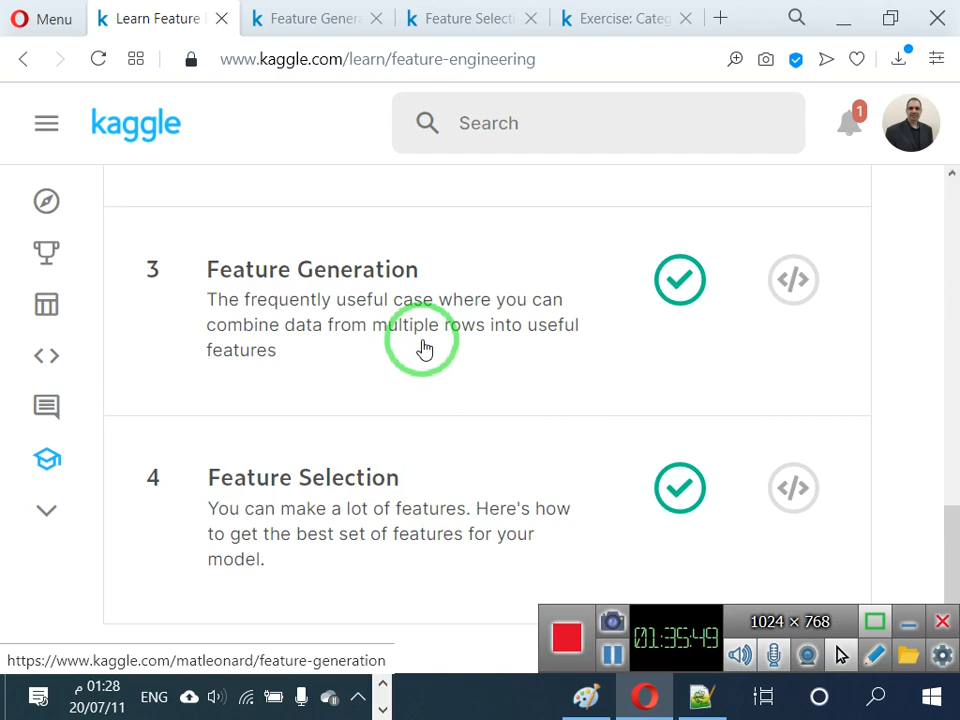 Menu
Learn Feature
Feature Gener
Feature Selecti
Exercise: Categ
www.kaggle.com/learn/feature-engineering
kaggle
Search
1
3
Feature Generation
The frequently useful case where you can
combine data from multiple rows into useful
features
4
Feature Selection
You can make a lot of features. Here's how
to get the best set of features for your
model.
1024 × 768
01:35:49
https://www.kaggle.com/matleonard/feature-generation
01:28 م
20/07/11
ENG